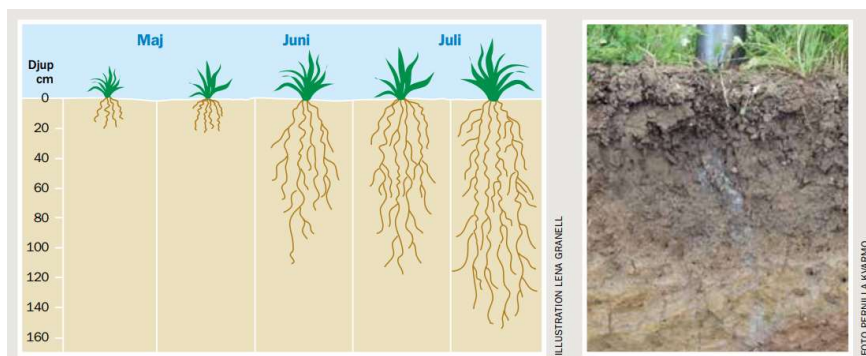 Maj
Juni
Juli
Djup
cm
0
20
40
60
80
100
120
140
160
ILLUSTRATION LENA GRANELL
FOTO PERNILLA KVARMO